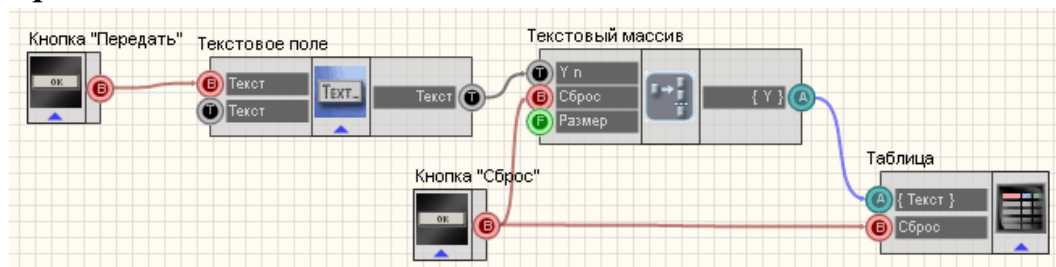 Кнопка "Передать"
Текстовое поле
Текстовый массив
OK
B
B
Текст
T
Текст
TEXT_
Текст
T
T
Y n
B
Сброс
F
Размер
{ Y }
A
Кнопка "Сброс"
OK
B
Таблица
A
{ Текст }
B
Сброс